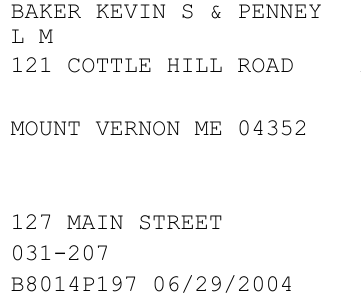 BAKER KEVIN S & PENNEY
L M
121 COTTLE HILL ROAD
MOUNT VERNON ME 04352
127 MAIN STREET
031-207
B8014P197 06/29/2004